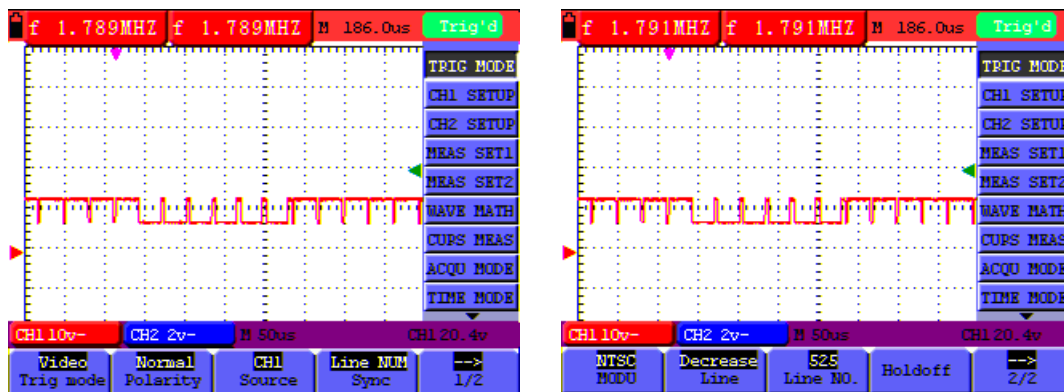 f 1.789MHZ f 1.789MHZ M 186.0us Trig'd
TRIG MODE
CH1 SETUP
CH2 SETUP
MEAS SET1
MEAS SET2
WAVE MATH
CURS MEAS
ACQU MODE
TIME MODE
CH1 10v- CH2 2v- M 50us CH1 20.4v
Video Normal CH1 Line NUM -->
Trig mode Polarity Source Sync 1/2
f 1.791MHZ f 1.791MHZ M 186.0us Trig'd
TRIG MODE
CH1 SETUP
CH2 SETUP
MEAS SET1
MEAS SET2
WAVE MATH
CURS MEAS
ACQU MODE
TIME MODE
CH1 10v- CH2 2v- M 50us CH1 20.4v
NTSC Decrease 525 Holdoff -->
MODU Line Line NO. 2/2